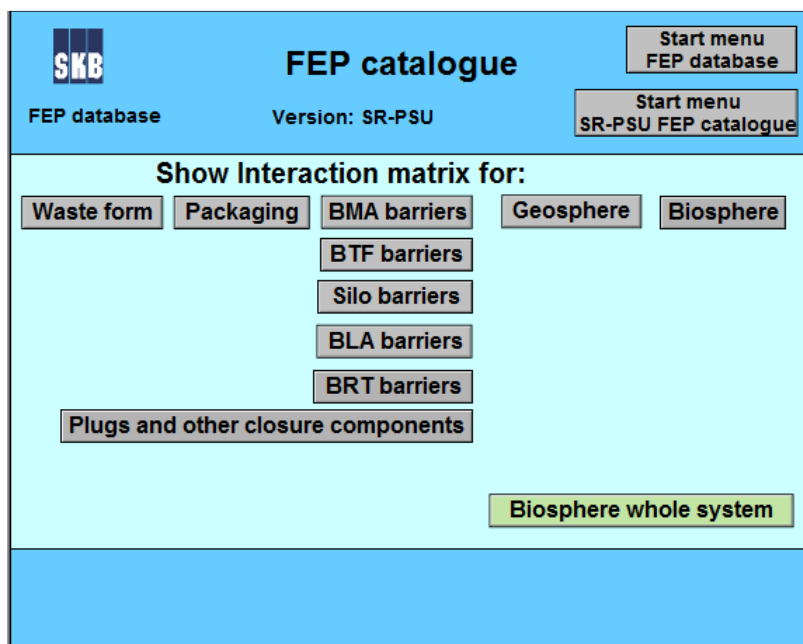 SKB
FEP catalogue
Start menu
FEP database
FEP database
Version: SR-PSU
Start menu
SR-PSU FEP catalogue
Show Interaction matrix for:
Waste form
Packaging
BMA barriers
Geosphere
Biosphere
BTF barriers
Silo barriers
BLA barriers
BRT barriers
Plugs and other closure components
Biosphere whole system